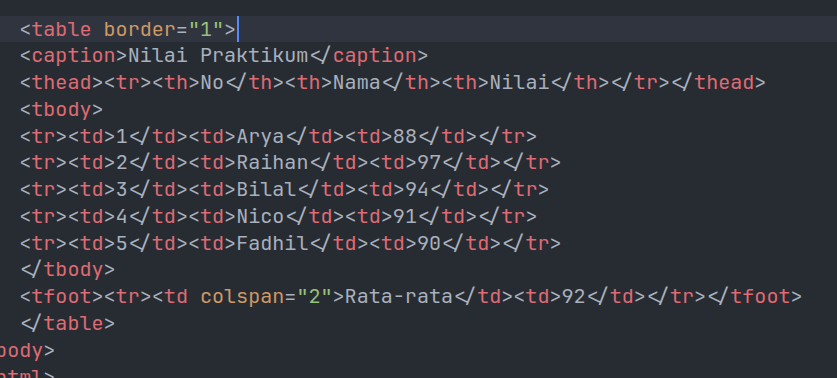 <table border="1">
<caption>Nilai Praktikum</caption>
<thead><tr><th>No</th><th>Nama</th><th>Nilai</th></tr></thead>
<tbody>
<tr><td>1</td><td>Arya</td><td>88</td></tr>
<tr><td>2</td><td>Raihan</td><td>97</td></tr>
<tr><td>3</td><td>Bilal</td><td>94</td></tr>
<tr><td>4</td><td>Nico</td><td>91</td></tr>
<tr><td>5</td><td>Fadhil</td><td>90</td></tr>
</tbody>
<tfoot><tr><td colspan="2">Rata-rata</td><td>92</td></tr></tfoot>
</table>
body>
html>